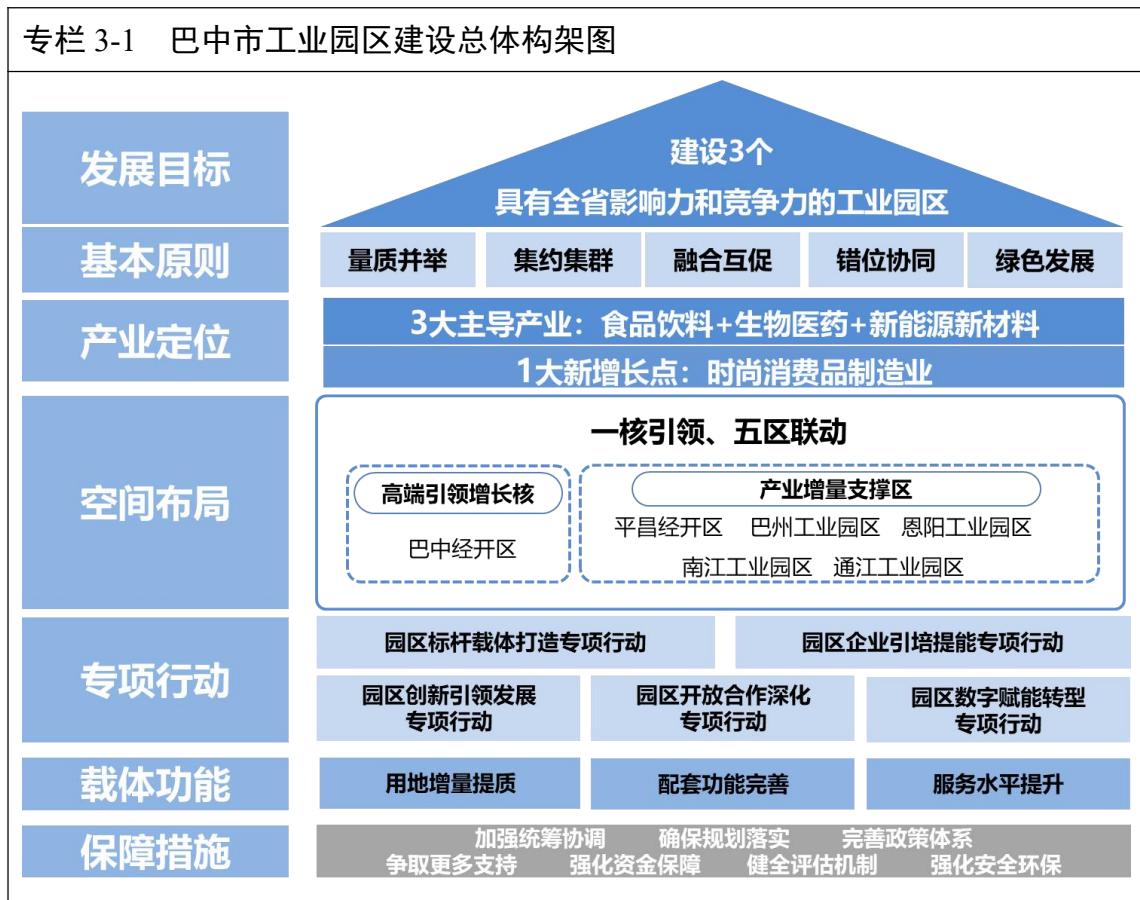 专栏 3-1 巴中市工业园区建设总体构架图
发展目标
建设3个
具有全省影响力和竞争力的工业园区
基本原则
量质并举 集约集群 融合互促 错位协同 绿色发展
产业定位
3大主导产业：食品饮料+生物医药+新能源新材料
1大新增长点：时尚消费品制造业
空间布局
一核引领、五区联动
高端引领增长核
巴中经开区
产业增量支撑区
平昌经开区 巴州工业园区 恩阳工业园区
南江工业园区 通江工业园区
专项行动
园区标杆载体打造专项行动
园区企业引培提能专项行动
园区创新引领发展
专项行动
园区开放合作深化
专项行动
园区数字赋能转型
专项行动
载体功能
用地增量提质 配套功能完善 服务水平提升
保障措施
加强统筹协调 确保规划落实 完善政策体系
争取更多支持 强化资金保障 健全评估机制 强化安全环保